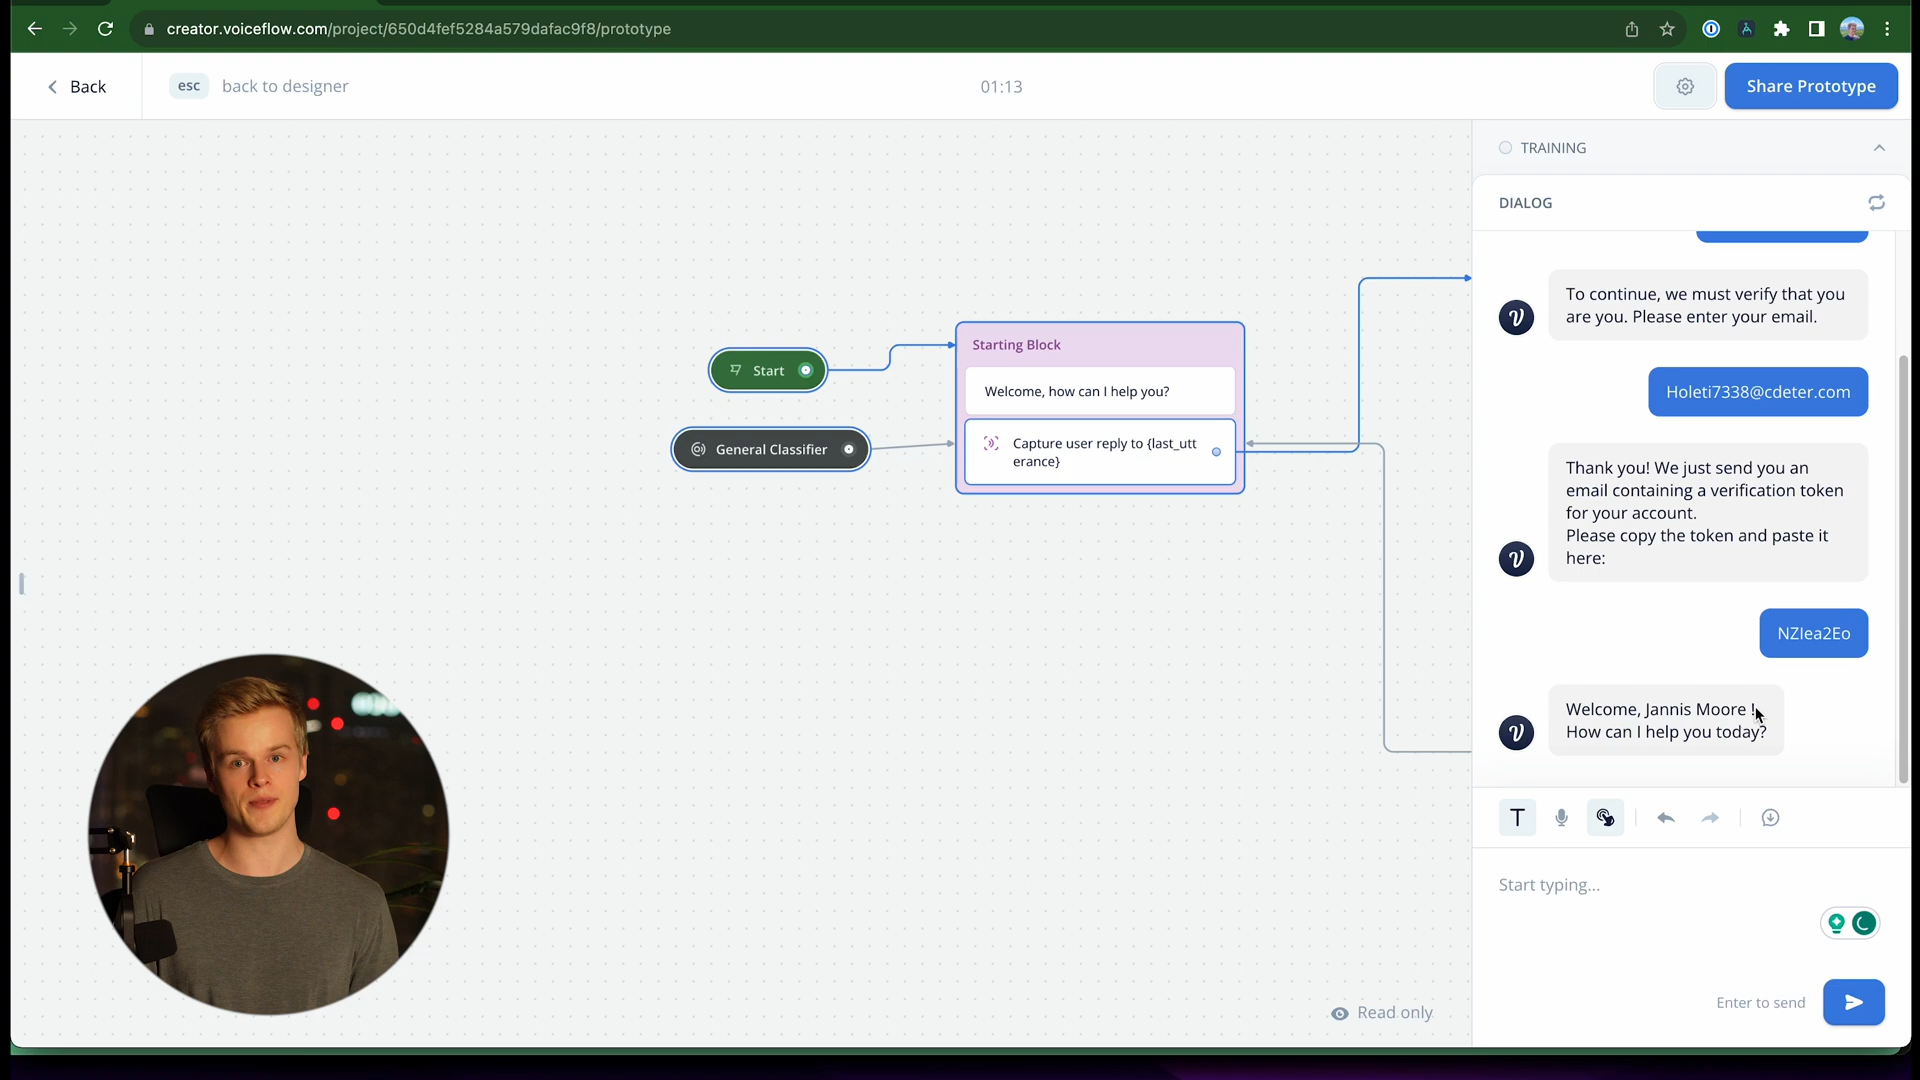 creator.voiceflow.com/project/650d4fef5284a579dafac9f8/prototype
Back
esc
back to designer
01:13
Share Prototype
TRAINING
DIALOG
To continue, we must verify that you
are you. Please enter your email.
Holeti7338@cdeter.com
Thank you! We just send you an
email containing a verification token
for your account.
Please copy the token and paste it
here:
NZIea2Eo
Welcome, Jannis Moore !
How can I help you today?
Start
General Classifier
Starting Block
Welcome, how can I help you?
Capture user reply to {last_utt
erance}
T
Start typing...
Enter to send
Read only